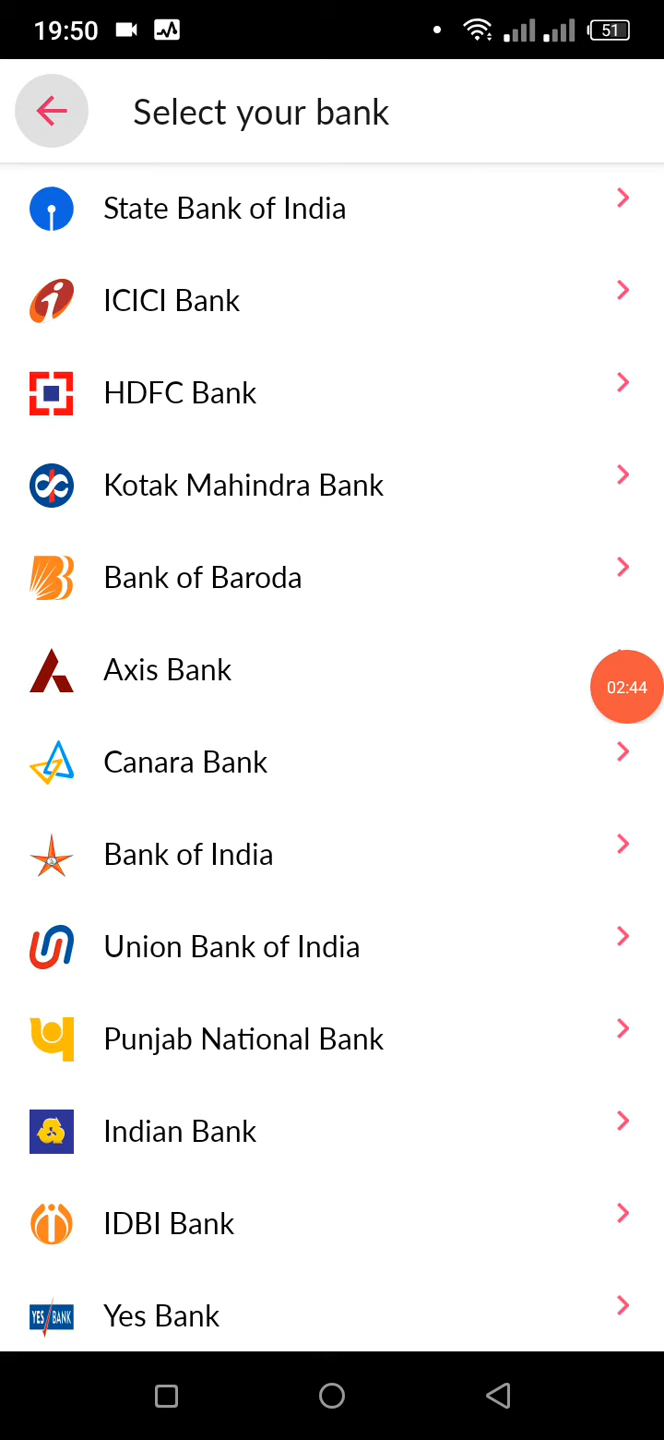 19:50 51
Select your bank
State Bank of India
ICICI Bank
HDFC Bank
Kotak Mahindra Bank
Bank of Baroda
Axis Bank
02:44
Canara Bank
Bank of India
Union Bank of India
Punjab National Bank
Indian Bank
IDBI Bank
YES BANK Yes Bank